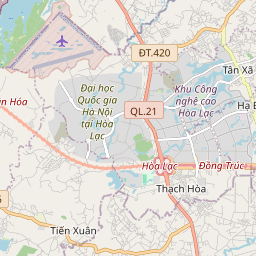 ĐT.420
Tân Xã
Đại học
Quốc gia
Hà Nội
tại Hòa
Lạc
Khu Công
nghệ cao
Hòa Lạc
QL.21
Hòa Lạc
Đồng Trúc
Thạch Hòa
Tiến Xuân